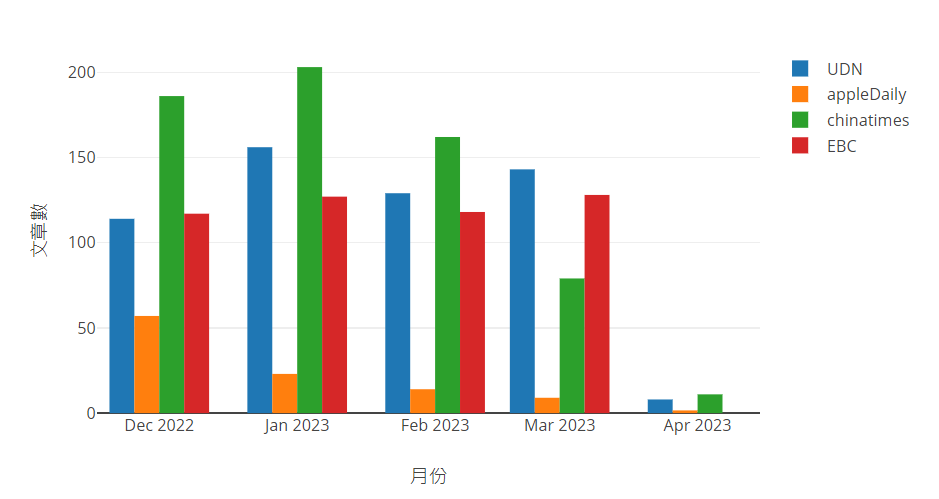 200
150
100
50
0
文章數
Dec 2022
Jan 2023
Feb 2023
Mar 2023
Apr 2023
月份
UDN
appleDaily
chinatimes
EBC